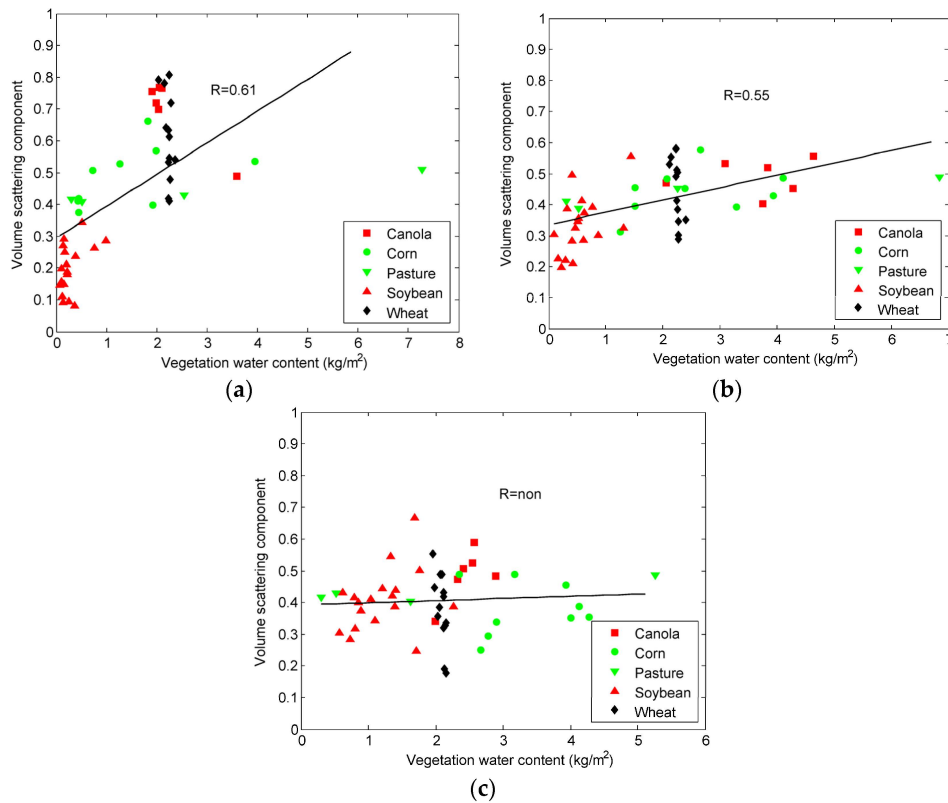 1
0.9
0.8
0.7
0.6
0.5
0.4
0.3
0.2
0.1
0
Volume scattering component
R=0.61
Canola
Corn
Pasture
Soybean
Wheat
0 1 2 3 4 5 6 7 8
Vegetation water content (kg/m²)
(a)
1
0.9
0.8
0.7
0.6
0.5
0.4
0.3
0.2
0.1
0
Volume scattering component
R=0.55
Canola
Corn
Pasture
Soybean
Wheat
0 1 2 3 4 5 6 7
Vegetation water content (kg/m²)
(b)
1
0.9
0.8
0.7
0.6
0.5
0.4
0.3
0.2
0.1
0
Volume scattering component
R=non
Canola
Corn
Pasture
Soybean
Wheat
0 1 2 3 4 5 6
Vegetation water content (kg/m²)
(c)